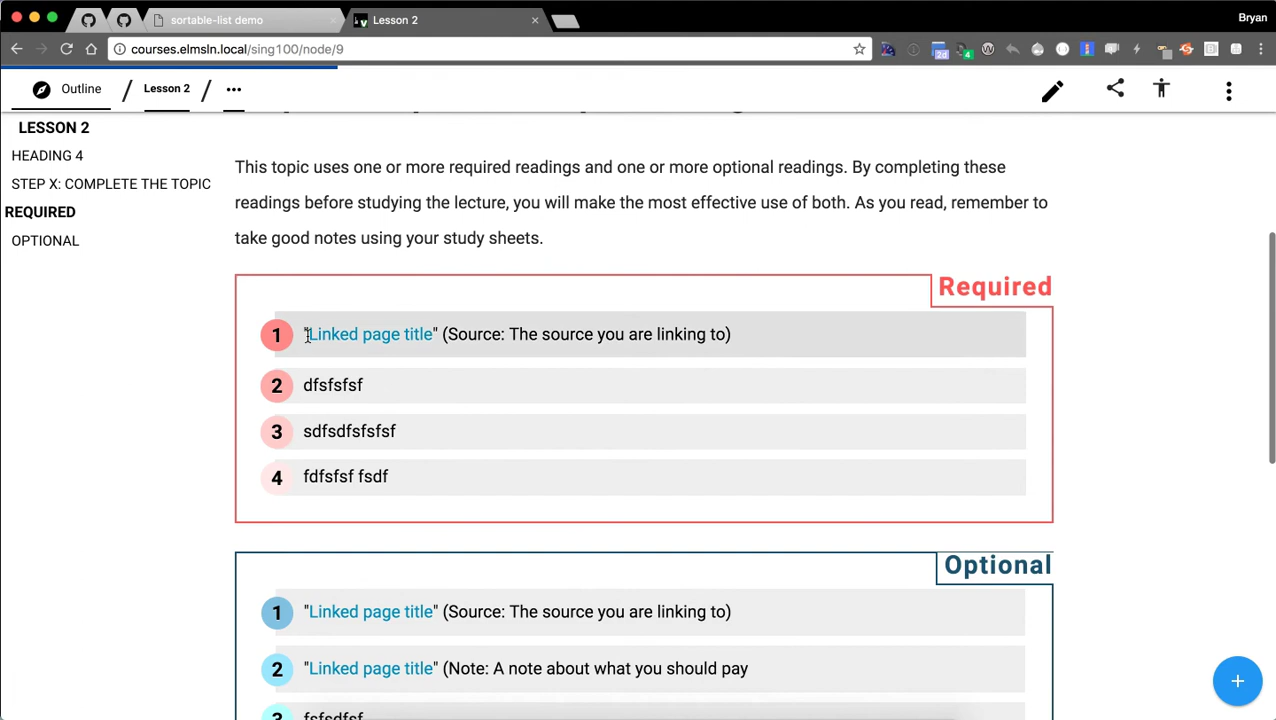 sortable-list demo
Lesson 2
Bryan
courses.elmsln.local/sing100/node/9
2d
4
Outline / Lesson 2 / •••
LESSON 2
HEADING 4
STEP X: COMPLETE THE TOPIC
REQUIRED
OPTIONAL
This topic uses one or more required readings and one or more optional readings. By completing these
readings before studying the lecture, you will make the most effective use of both. As you read, remember to
take good notes using your study sheets.
Required
1 "Linked page title" (Source: The source you are linking to)
2 dfsfsfsf
3 sdfsdfsfsfsf
4 fdfsfsf fsdf
Optional
1 "Linked page title" (Source: The source you are linking to)
2 "Linked page title" (Note: A note about what you should pay